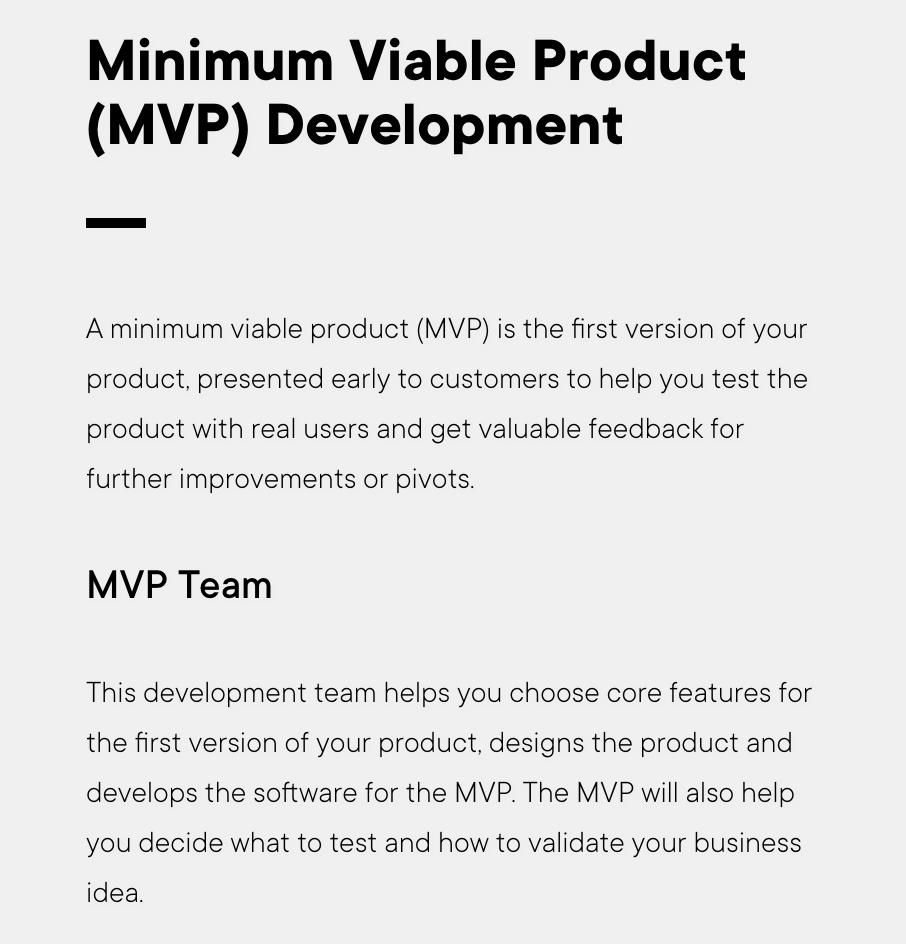 Minimum Viable Product
(MVP) Development
A minimum viable product (MVP) is the first version of your
product, presented early to customers to help you test the
product with real users and get valuable feedback for
further improvements or pivots.
MVP Team
This development team helps you choose core features for
the first version of your product, designs the product and
develops the software for the MVP. The MVP will also help
you decide what to test and how to validate your business
idea.